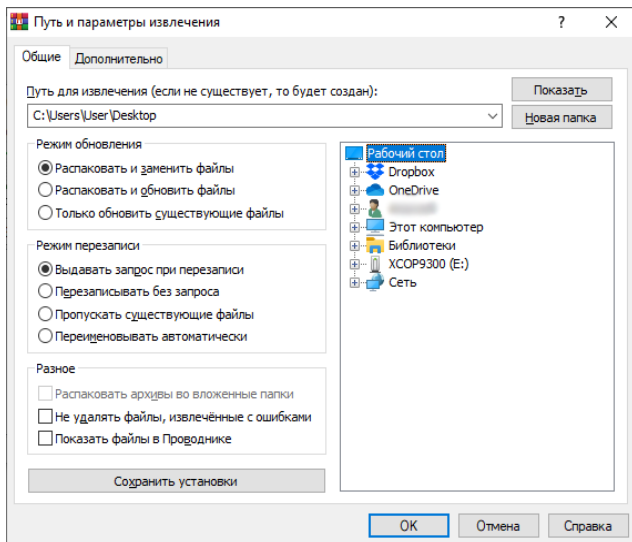 Путь и параметры извлечения
Общие
Дополнительно
Путь для извлечения (если не существует, то будет создан):
C:\Users\User\Desktop
Показать
Новая папка
Режим обновления
Распаковать и заменить файлы
Распаковать и обновить файлы
Только обновить существующие файлы
Режим перезаписи
Выдавать запрос при перезаписи
Перезаписывать без запроса
Пропускать существующие файлы
Переименовывать автоматически
Разное
Распаковать архивы во вложенные папки
Не удалять файлы, извлечённые с ошибками
Показать файлы в Проводнике
Сохранить установки
Рабочий стол
Dropbox
OneDrive
Этот компьютер
Библиотеки
XCOP9300 (E:)
Сеть
OK
Отмена
Справка